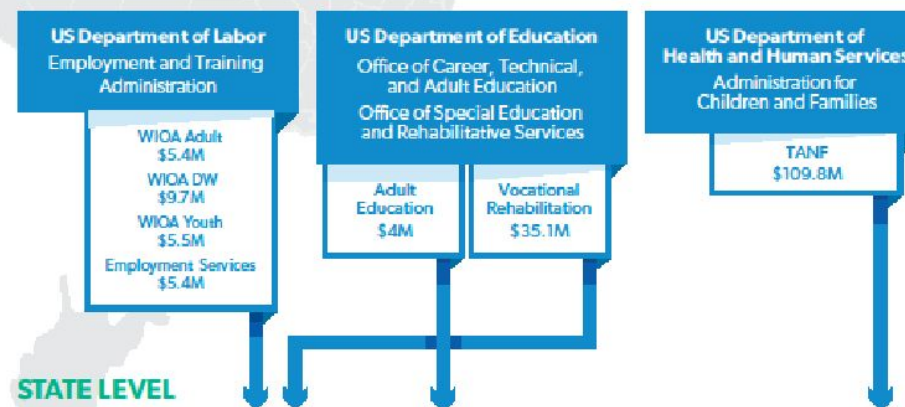 US Department of Labor
Employment and Training
Administration
WIOA Adult
$5.4M
WIOA DW
$9.7M
WIOA Youth
$5.5M
Employment Services
$5.4M
US Department of Education
Office of Career, Technical,
and Adult Education
Office of Special Education
and Rehabilitative Services
Adult
Education
$4M
Vocational
Rehabilitation
$35.1M
US Department of
Health and Human Services
Administration for
Children and Families
TANF
$109.8M
STATE LEVEL